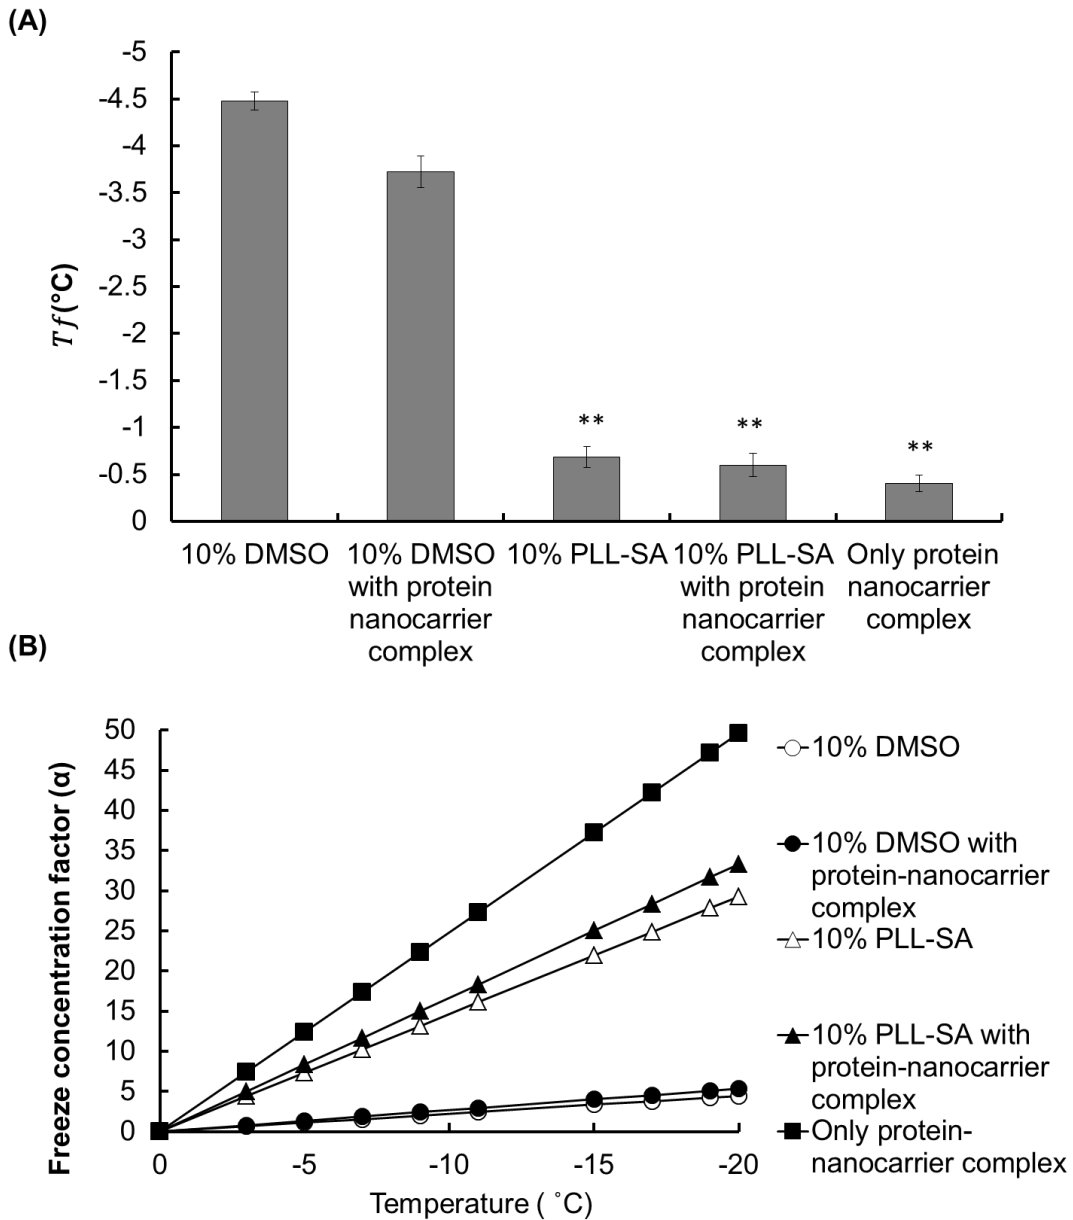 (A)
-5
-4.5
-4
-3.5
-3
-2.5
-2
-1.5
-1
-0.5
0
Tf(°C)
**
**
**
10% DMSO
10% DMSO
with protein
nanocarrier
complex
10% PLL-SA
10% PLL-SA
with protein
nanocarrier
complex
Only protein
nanocarrier
complex
(B)
50
45
40
35
30
25
20
15
10
5
0
Freeze concentration factor (α)
0
-5
-10
-15
-20
Temperature ( ˚C)
10% DMSO
10% DMSO with
protein-nanocarrier
complex
10% PLL-SA
10% PLL-SA with
protein-nanocarrier
complex
Only protein-
nanocarrier complex